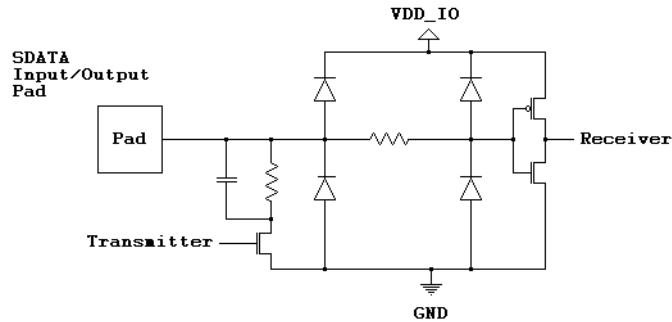 VDD_IO
SDATA
Input/Output
Pad
Pad
Receiver
Transmitter
GND